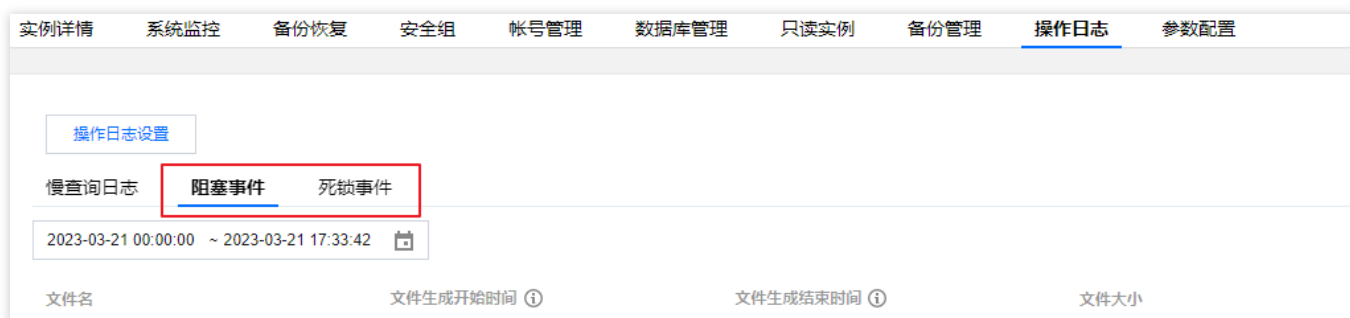 实例详情 系统监控 备份恢复 安全组 帐号管理 数据库管理 只读实例 备份管理 操作日志 参数配置
操作日志设置
慢查询日志 阻塞事件 死锁事件
2023-03-21 00:00:00 ~ 2023-03-21 17:33:42
文件名 文件生成开始时间 文件生成结束时间 文件大小